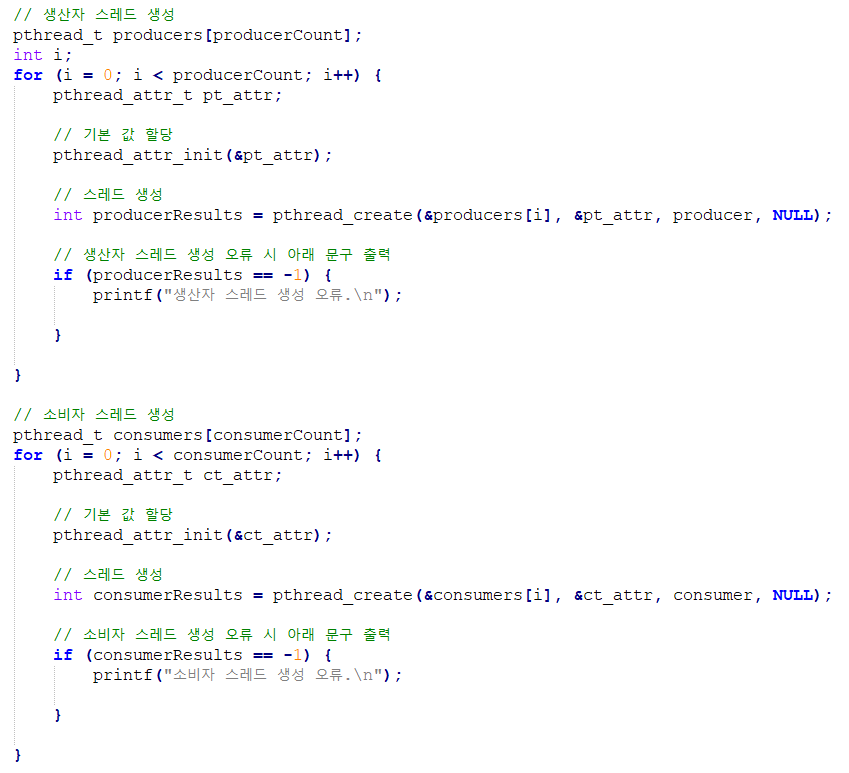 // 생산자 스레드 생성
pthread_t producers[producerCount];
int i;
for (i = 0; i < producerCount; i++) {
    pthread_attr_t pt_attr;
    // 기본 값 할당
    pthread_attr_init(&pt_attr);
    // 스레드 생성
    int producerResults = pthread_create(&producers[i], &pt_attr, producer, NULL);
    // 생산자 스레드 생성 오류 시 아래 문구 출력
    if (producerResults == -1) {
        printf("생산자 스레드 생성 오류.\n");
    }
}
// 소비자 스레드 생성
pthread_t consumers[consumerCount];
for (i = 0; i < consumerCount; i++) {
    pthread_attr_t ct_attr;
    // 기본 값 할당
    pthread_attr_init(&ct_attr);
    // 스레드 생성
    int consumerResults = pthread_create(&consumers[i], &ct_attr, consumer, NULL);
    // 소비자 스레드 생성 오류 시 아래 문구 출력
    if (consumerResults == -1) {
        printf("소비자 스레드 생성 오류.\n");
    }
}